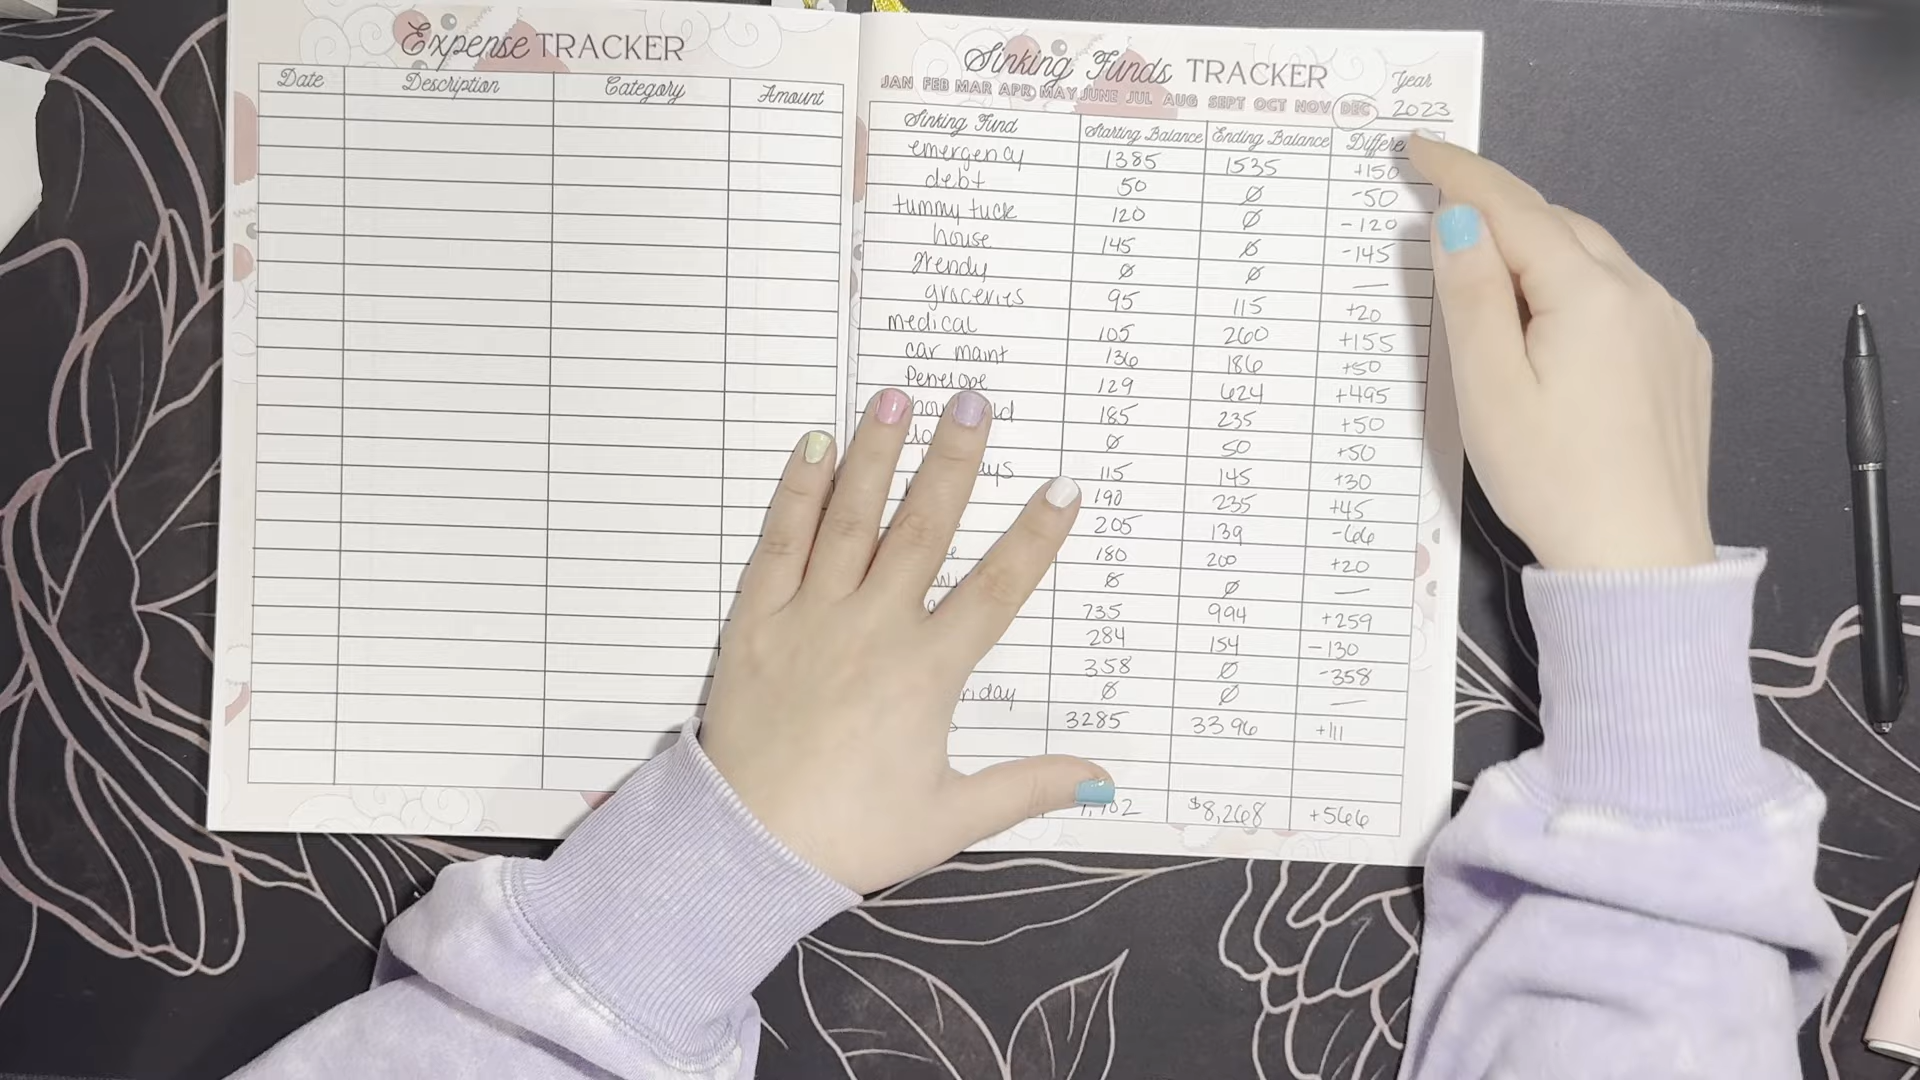 Expense TRACKER
Date Description Category Amount
Sinking Funds TRACKER
Year
JAN FEB MAR APR MAY JUNE JUL AUG SEPT OCT NOV DEC 2023
Sinking Fund Starting Balance Ending Balance
emergency 1385 1535 +150
debt 50 Ø -50
tummy tuck 120 Ø -120
house 145 Ø -145
Ø Ø —
groceries 95 115 +20
medical 105 260 +155
car maint 136 186 +50
Penelope 129 624 +495
185 235 +50
Ø 50 +50
115 145 +30
190 235 +45
205 139 -66
180 200 +20
Ø Ø —
735 994 +259
284 154 -130
358 Ø -358
Ø Ø —
3285 3396 +111
$8,268 +566